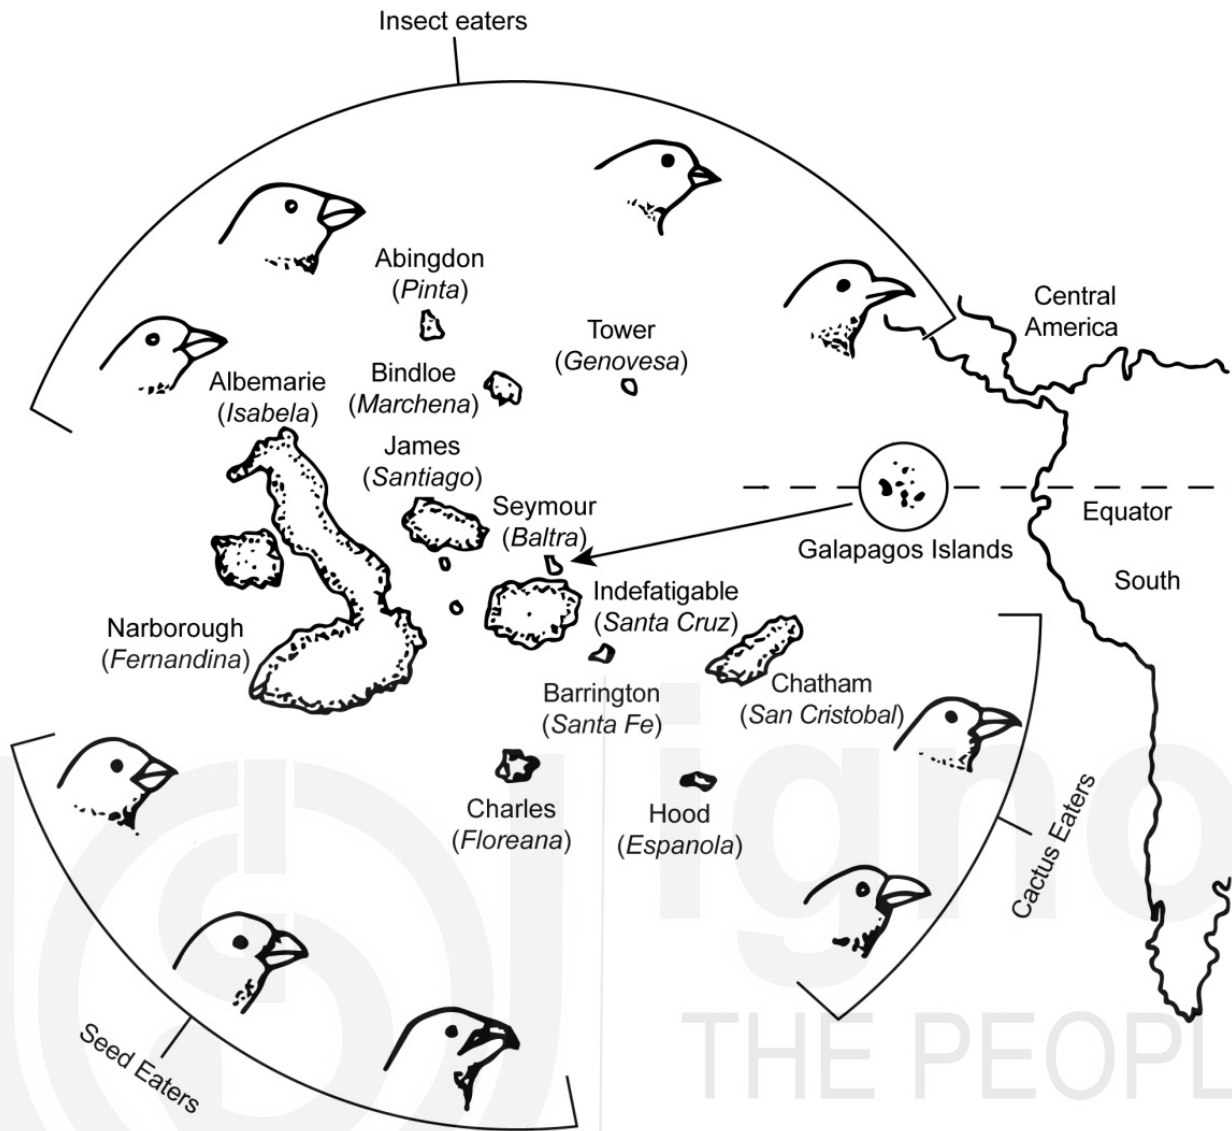 Insect eaters
Abingdon
(Pinta)
Central
America
Tower
(Genovesa)
Albemarie
(Isabela)
Bindloe
(Marchena)
James
(Santiago)
Seymour
(Baltra)
Equator
Galapagos Islands
South
Indefatigable
(Santa Cruz)
Narborough
(Fernandina)
Barrington
(Santa Fe)
Chatham
(San Cristobal)
Charles
(Floreana)
Hood
(Espanola)
Cactus Eaters
Seed Eaters
igno
THE PEOPL